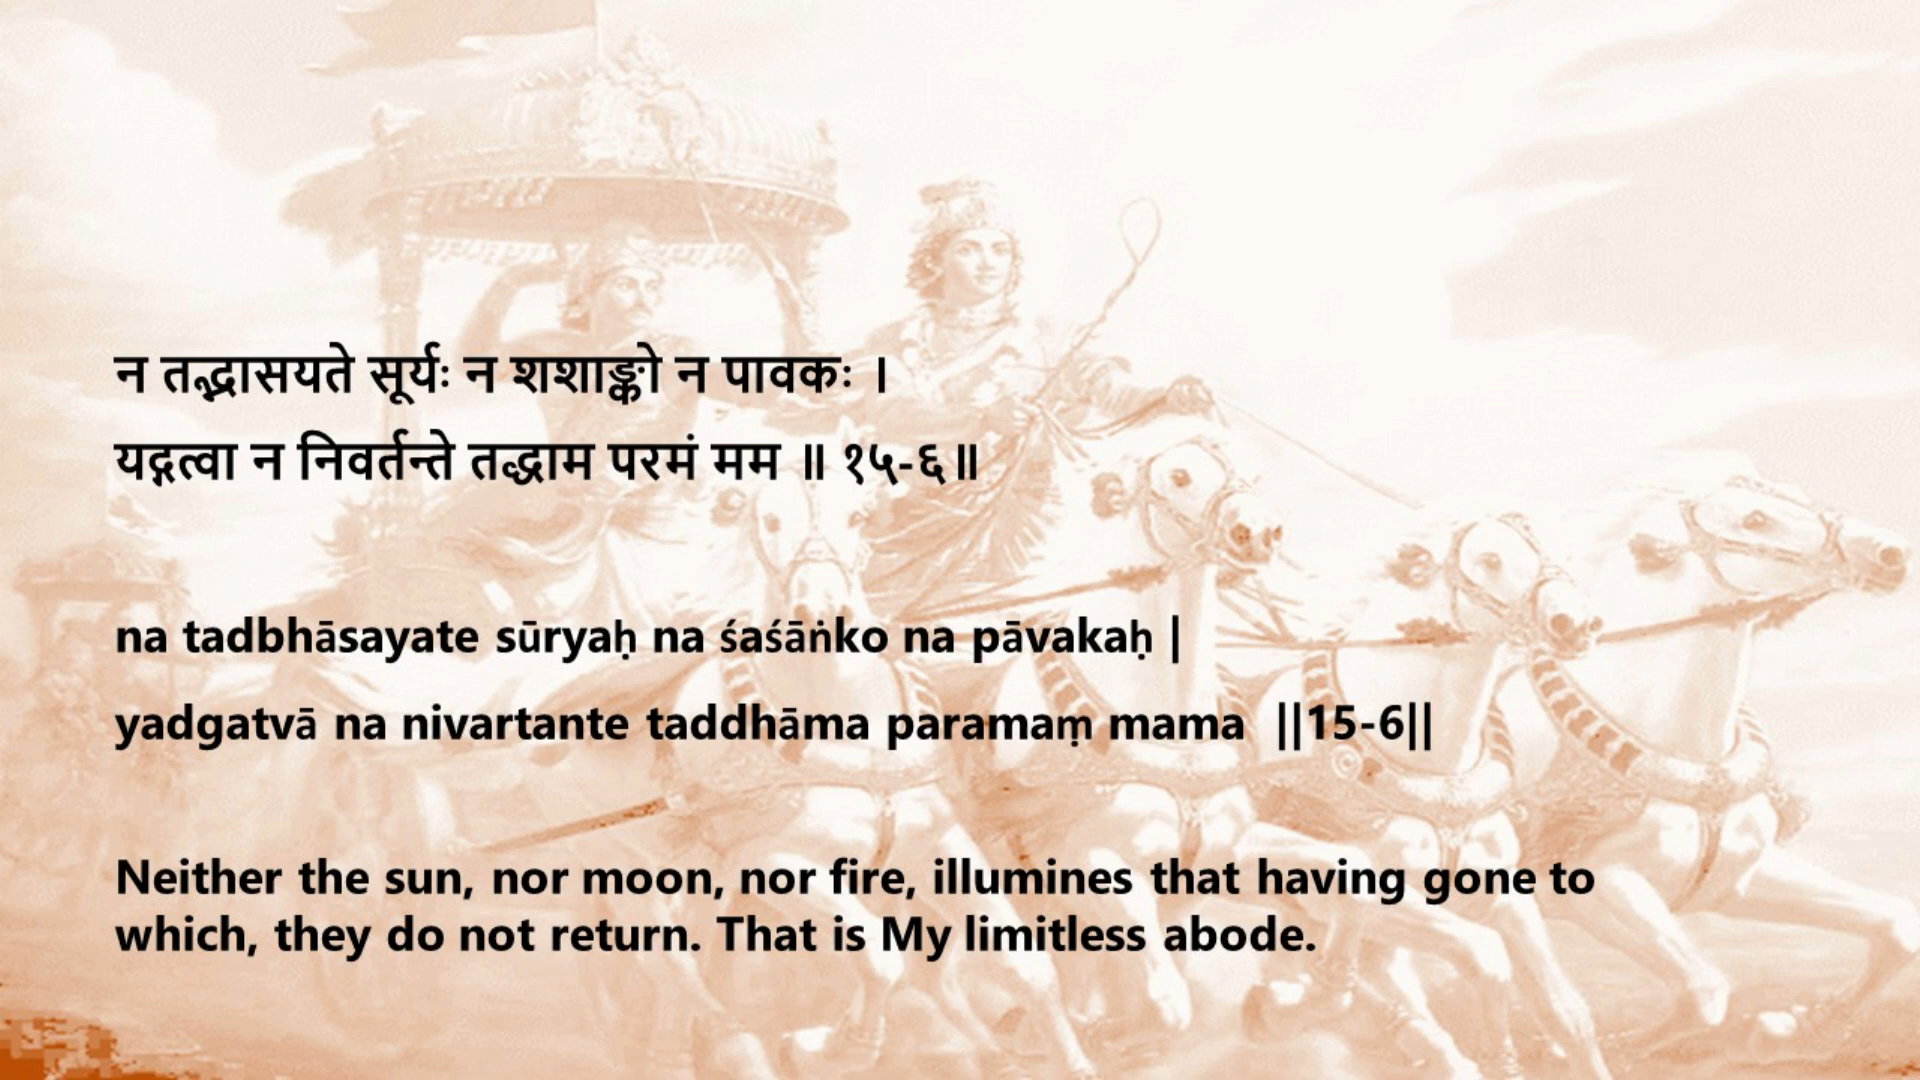 न तद्भासयते सूर्यः न शशाङ्को न पावकः ।
यद्गत्वा न निवर्तन्ते तद्धाम परमं मम ॥ १५-६॥
na tadbhāsayate sūryaḥ na śaśāṅko na pāvakaḥ |
yadgatvā na nivartante taddhāma paramaṃ mama ||15-6||
Neither the sun, nor moon, nor fire, illumines that having gone to
which, they do not return. That is My limitless abode.